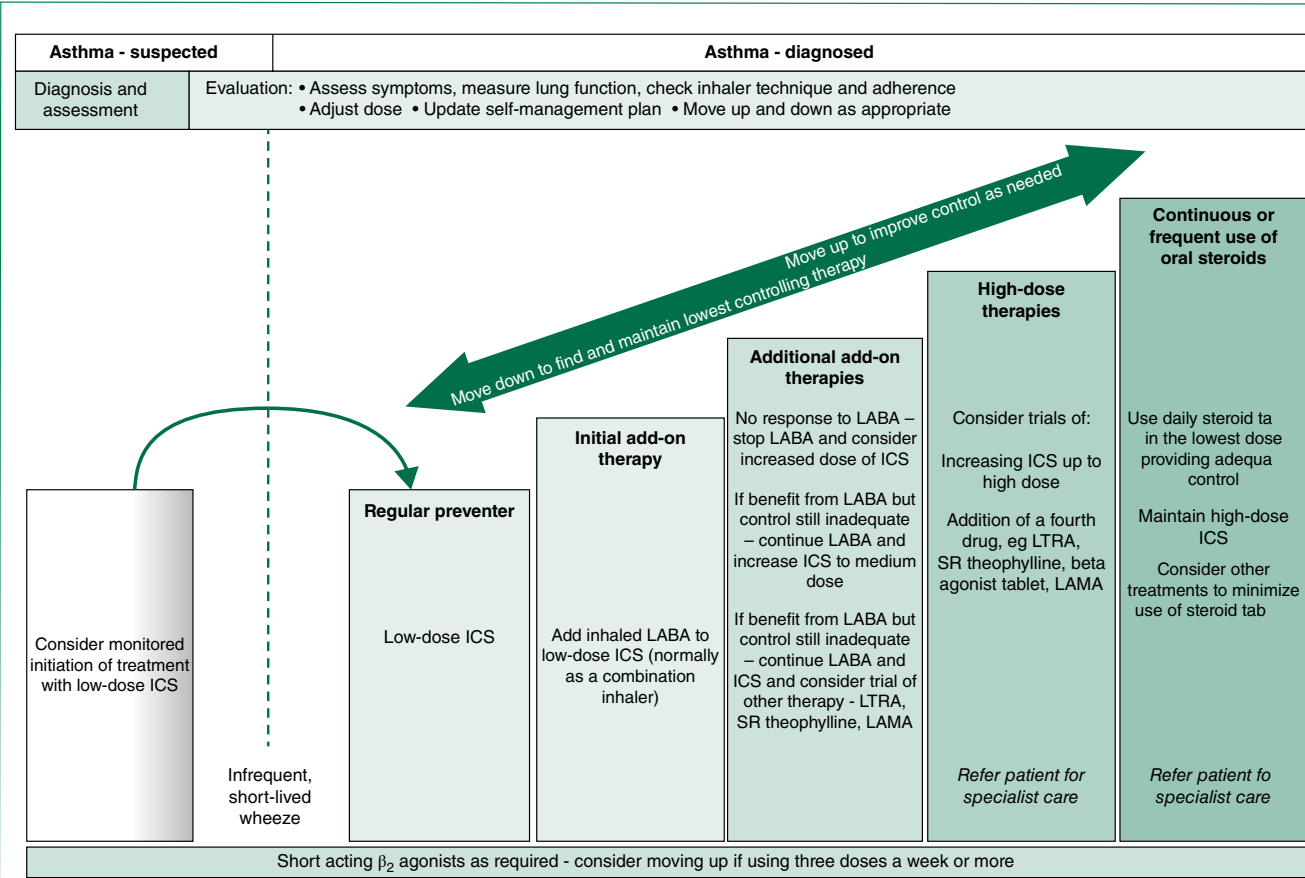 Asthma - suspected
Asthma - diagnosed
Diagnosis and
assessment
Evaluation: • Assess symptoms, measure lung function, check inhaler technique and adherence
• Adjust dose • Update self-management plan • Move up and down as appropriate
Move up to improve control as needed
Move down to find and maintain lowest controlling therapy
Consider monitored
initiation of treatment
with low-dose ICS
Infrequent,
short-lived
wheeze
Regular preventer
Low-dose ICS
Initial add-on
therapy
Add inhaled LABA to
low-dose ICS (normally
as a combination
inhaler)
Additional add-on
therapies
No response to LABA –
stop LABA and consider
increased dose of ICS
If benefit from LABA but
control still inadequate
– continue LABA and
increase ICS to medium
dose
If benefit from LABA but
control still inadequate
– continue LABA and
ICS and consider trial of
other therapy - LTRA,
SR theophylline, LAMA
High-dose
therapies
Consider trials of:
Increasing ICS up to
high dose
Addition of a fourth
drug, eg LTRA,
SR theophylline, beta
agonist tablet, LAMA
Refer patient for
specialist care
Continuous or
frequent use of
oral steroids
Use daily steroid ta
in the lowest dose
providing adequa
control
Maintain high-dose
ICS
Consider other
treatments to minimize
use of steroid tab
Refer patient fo
specialist care
Short acting β₂ agonists as required - consider moving up if using three doses a week or more